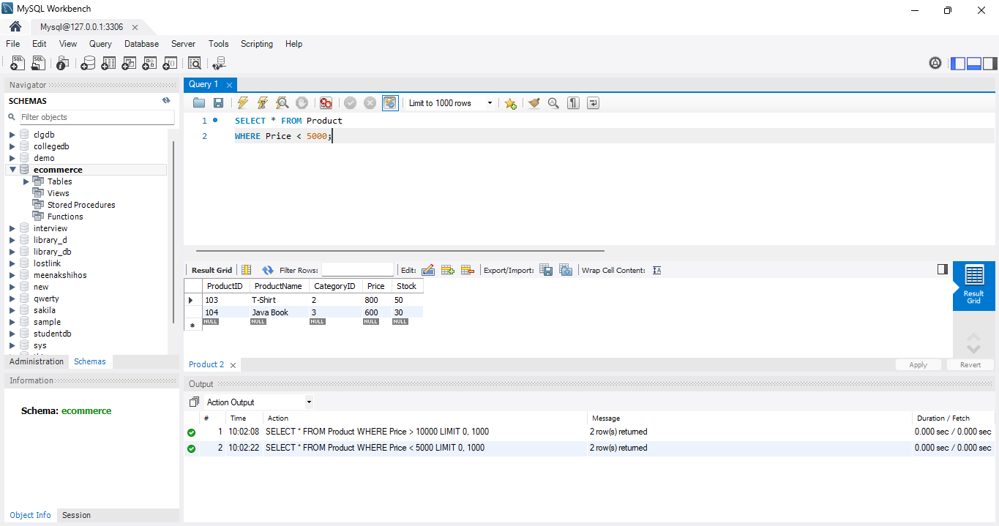 MySQL Workbench
Mysql@127.0.0.1:3306
File Edit View Query Database Server Tools Scripting Help
Navigator
SCHEMAS
Filter objects
clgdb
collegedb
demo
ecommerce
Tables
Views
Stored Procedures
Functions
interview
library_d
library_db
lostlink
meenakshihos
new
qwerty
sakila
sample
studentdb
sys
Administration Schemas
Information
Schema: ecommerce
Object Info Session
Query 1
Limit to 1000 rows
1 SELECT * FROM Product
2 WHERE Price < 5000;
Result Grid Filter Rows: Edit: Export/Import: Wrap Cell Content:
ProductID ProductName CategoryID Price Stock
103 T-Shirt 2 800 50
104 Java Book 3 600 30
NULL NULL NULL NULL NULL
Result
Grid
Product 2 Apply Revert
Output
Action Output
# Time Action Message Duration / Fetch
1 10:02:08 SELECT * FROM Product WHERE Price > 10000 LIMIT 0, 1000 2 row(s) returned 0.000 sec / 0.000 sec
2 10:02:22 SELECT * FROM Product WHERE Price < 5000 LIMIT 0, 1000 2 row(s) returned 0.000 sec / 0.000 sec